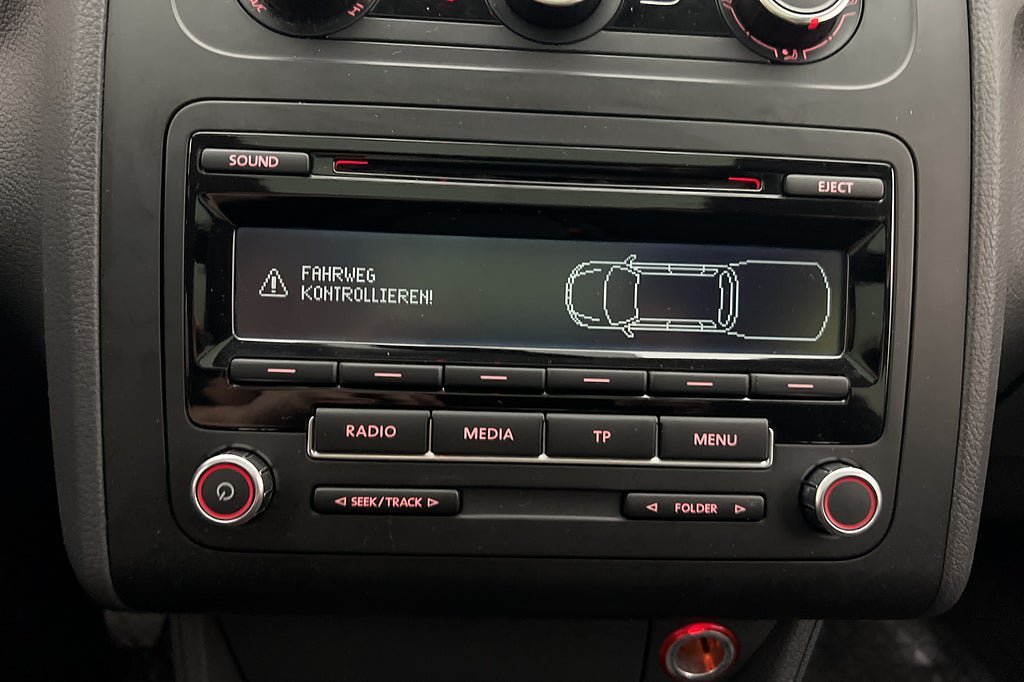 SOUND
EJECT
FAHRWEG
KONTROLLIEREN!
RADIO
MEDIA
TP
MENU
SEEK/TRACK
FOLDER